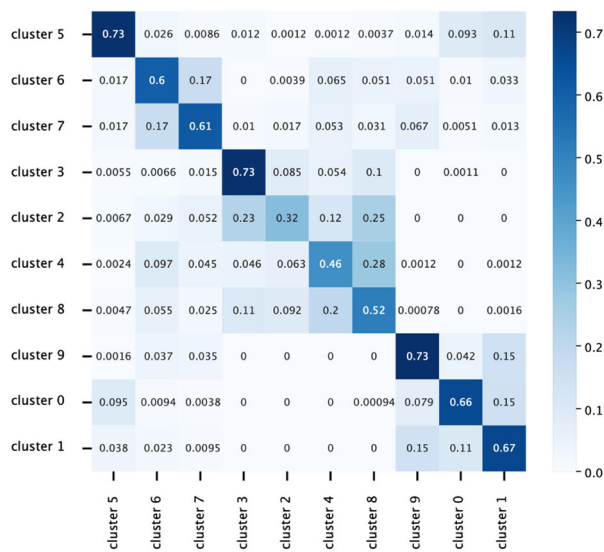 cluster 5 0.73 0.026 0.0086 0.012 0.0012 0.0012 0.0037 0.014 0.093 0.11
cluster 6 0.017 0.6 0.17 0 0.0039 0.065 0.051 0.051 0.01 0.033
cluster 7 0.017 0.17 0.61 0.01 0.017 0.053 0.031 0.067 0.0051 0.013
cluster 3 0.0055 0.0066 0.015 0.73 0.085 0.054 0.1 0 0.0011 0
cluster 2 0.0067 0.029 0.052 0.23 0.32 0.12 0.25 0 0 0
cluster 4 0.0024 0.097 0.045 0.046 0.063 0.46 0.28 0.0012 0 0.0012
cluster 8 0.0047 0.055 0.025 0.11 0.092 0.2 0.52 0.00078 0 0.0016
cluster 9 0.0016 0.037 0.035 0 0 0 0 0.73 0.042 0.15
cluster 0 0.095 0.0094 0.0038 0 0 0 0.00094 0.079 0.66 0.15
cluster 1 0.038 0.023 0.0095 0 0 0 0 0.15 0.11 0.67
cluster 5
cluster 6
cluster 7
cluster 3
cluster 2
cluster 4
cluster 8
cluster 9
cluster 0
cluster 1
0.7
0.6
0.5
0.4
0.3
0.2
0.1
0.0